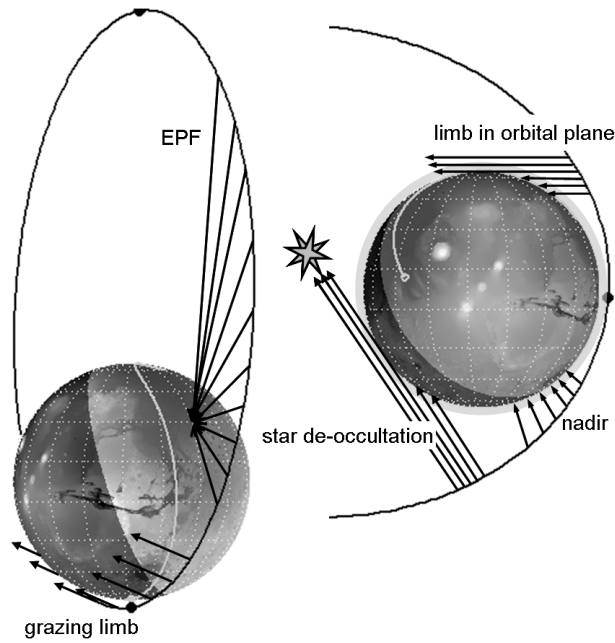 EPF
limb in orbital plane
star de-occultation
nadir
grazing limb